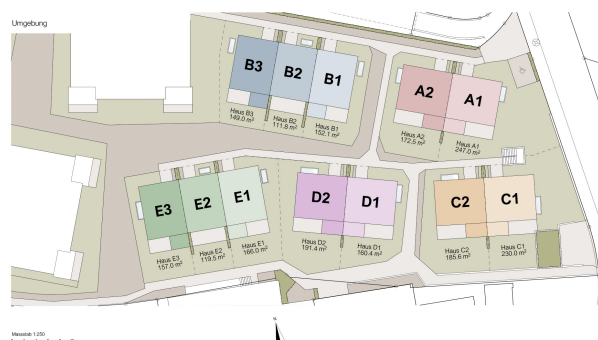 Umgebung
B3
B2
B1
Haus B3
149.0 m²
Haus B2
111.8 m²
Haus B1
152.1 m²
A2
A1
Haus A2
172.5 m²
Haus A1
247.0 m²
E3
E2
E1
Haus E3
157.0 m²
Haus E2
119.5 m²
Haus E1
166.0 m²
D2
D1
Haus D2
191.4 m²
Haus D1
160.4 m²
C2
C1
Haus C2
185.6 m²
Haus C1
230.0 m²
N
Masstab 1:250